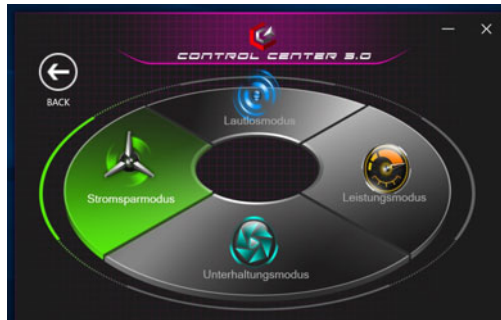 CONTROL CENTER 3.0
BACK
Lautlosmodus
Stromsparmodus
Leistungsmodus
Unterhaltungsmodus